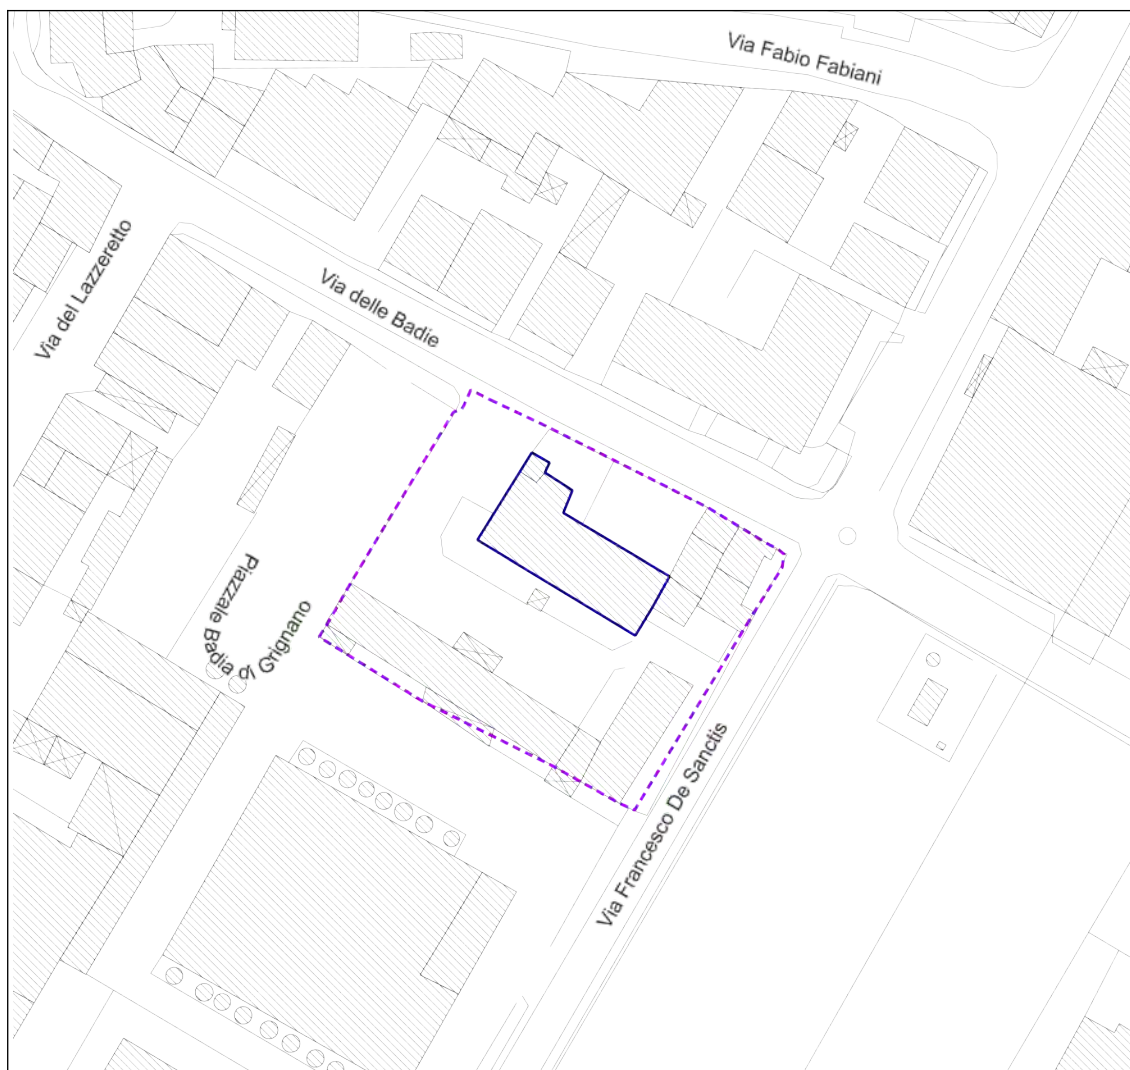 Via Fabio Fabiani
Via del Lazzeretto
Via delle Badie
Piazzale Badia di Grignano
Via Francesco De Sanctis